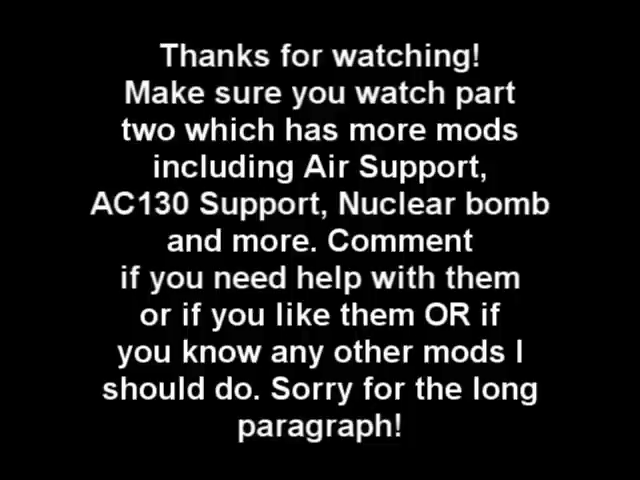 Thanks for watching!
Make sure you watch part
two which has more mods
including Air Support,
AC130 Support, Nuclear bomb
and more. Comment
if you need help with them
or if you like them OR if
you know any other mods I
should do. Sorry for the long
paragraph!